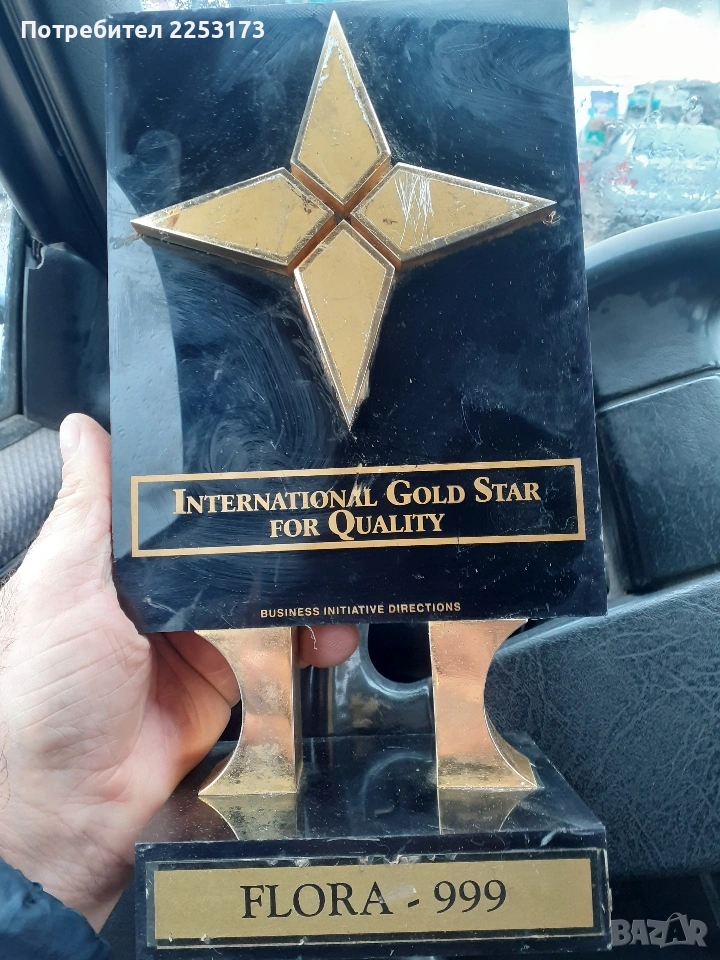 Потребител 2253173
INTERNATIONAL GOLD STAR
FOR QUALITY
BUSINESS INITIATIVE DIRECTIONS
FLORA - 999
BAZAR